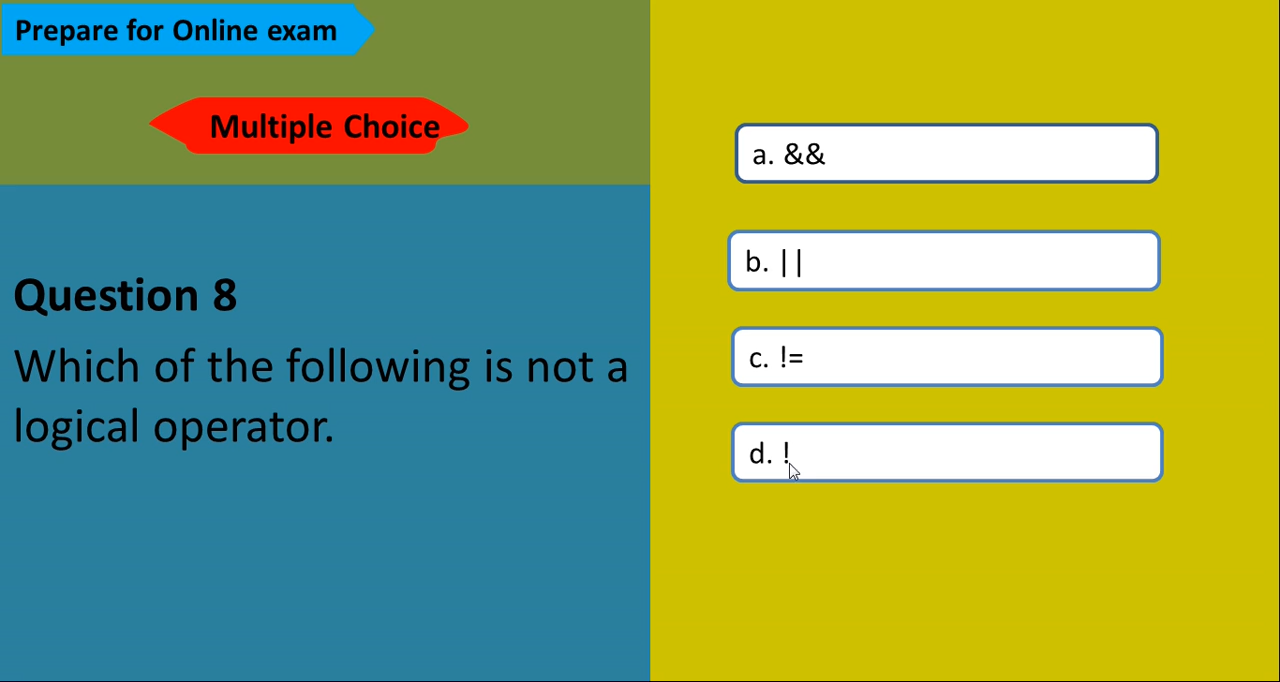 Prepare for Online exam
Multiple Choice
Question 8
Which of the following is not a
logical operator.
a. &&
b. ||
c. !=
d. !